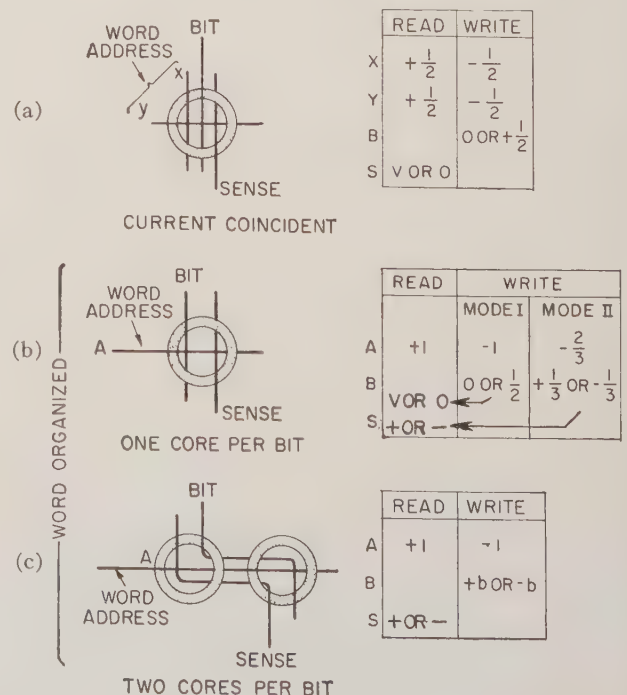 (a)
WORD
ADDRESS
BIT
x
y
SENSE
CURRENT COINCIDENT
READ WRITE
X +1/2 -1/2
Y +1/2 -1/2
B 0 OR +1/2
S V OR 0
WORD ORGANIZED
(b)
BIT
WORD
ADDRESS
A
SENSE
ONE CORE PER BIT
READ WRITE
MODE I MODE II
A +1 -1 -2/3
B 0 OR 1/2 +1/3 OR -1/3
V OR 0
S + OR -
(c)
BIT
A
WORD
ADDRESS
SENSE
TWO CORES PER BIT
READ WRITE
A +1 -1
B +b OR -b
S + OR -